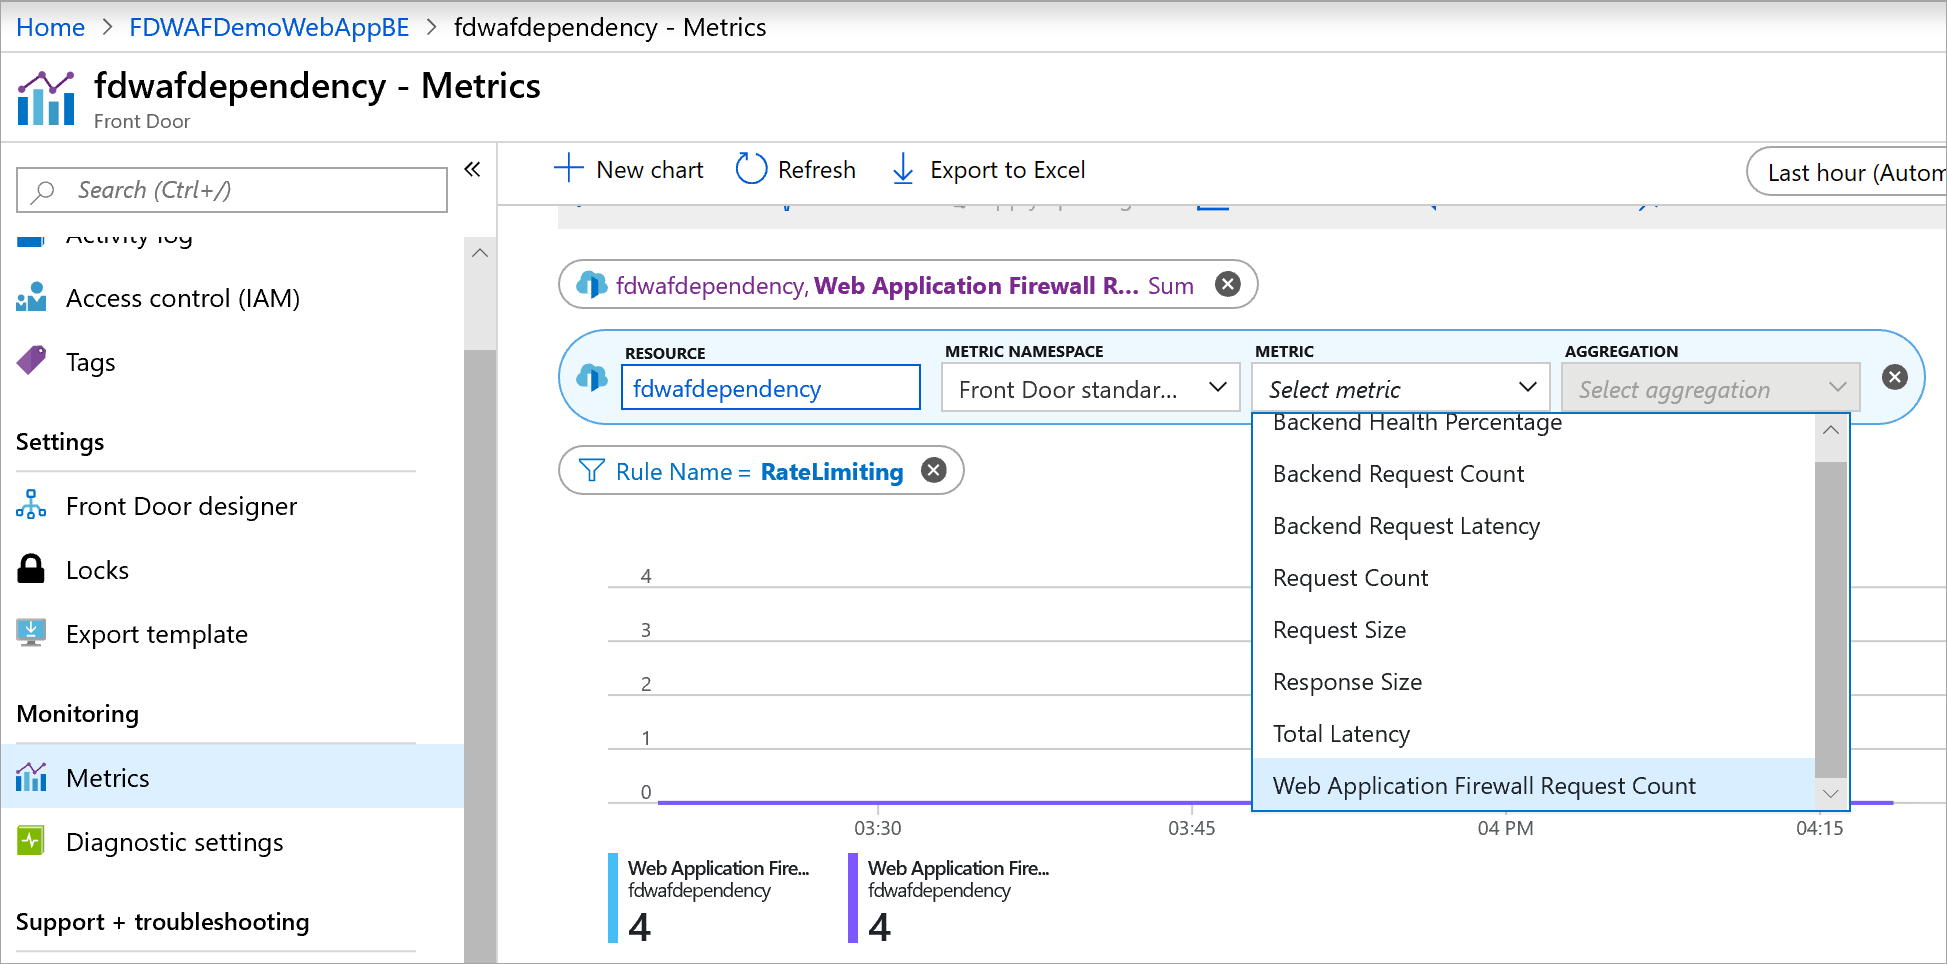 Home > FDWAFDemoWebAppBE > fdwafdependency - Metrics
fdwafdependency - Metrics
Front Door
Search (Ctrl+/)
Activity log
Access control (IAM)
Tags
Settings
Front Door designer
Locks
Export template
Monitoring
Metrics
Diagnostic settings
Support + troubleshooting
New chart Refresh Export to Excel
Last hour (Autom
fdwafdependency, Web Application Firewall R... Sum
RESOURCE METRIC NAMESPACE METRIC AGGREGATION
fdwafdependency Front Door standar... Select metric Select aggregation
Rule Name = RateLimiting
Backend Health Percentage
Backend Request Count
Backend Request Latency
Request Count
Request Size
Response Size
Total Latency
Web Application Firewall Request Count
4
3
2
1
0
03:30 03:45 04 PM 04:15
Web Application Fire...
fdwafdependency
4
Web Application Fire...
fdwafdependency
4